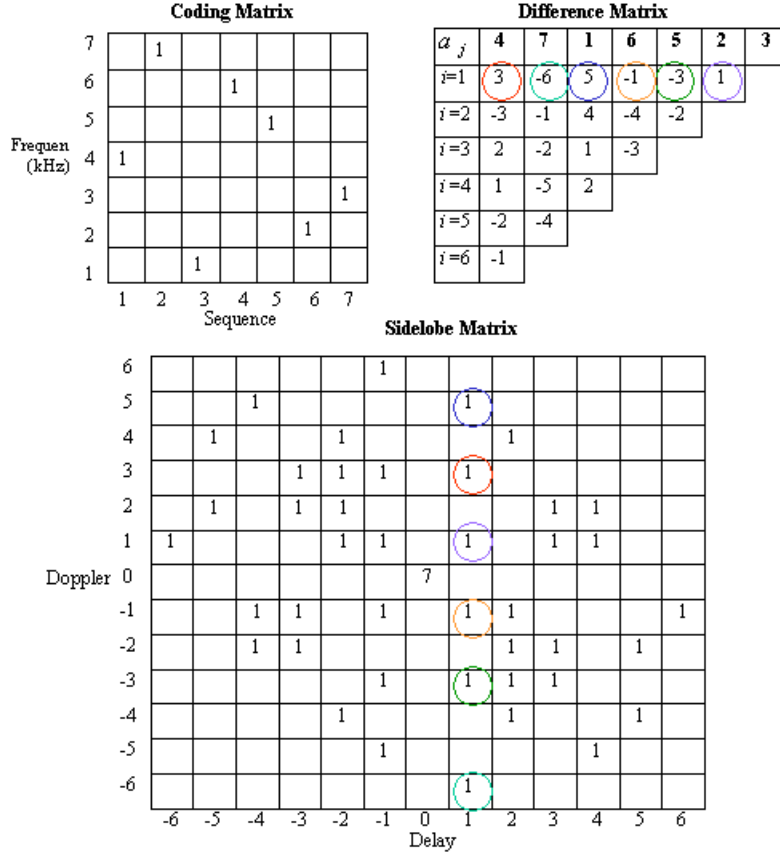 Coding Matrix
7 1
6 1
5 1
Frequen
(kHz)
4 1
3 1
2 1
1 1
1 2 3 4 5 6 7
Sequence
Difference Matrix
a j 4 7 1 6 5 2 3
i=1 3 -6 5 -1 -3 1
i=2 -3 -1 4 -4 -2
i=3 2 -2 1 -3
i=4 1 -5 2
i=5 -2 -4
i=6 -1
Sidelobe Matrix
6 1
5 1 1
4 1 1 1
3 1 1 1 1
2 1 1 1 1 1
1 1 1 1 1 1 1
Doppler 0 7
-1 1 1 1 1 1 1
-2 1 1 1 1 1
-3 1 1 1 1
-4 1 1 1
-5 1 1
-6 1
-6 -5 -4 -3 -2 -1 0 1 2 3 4 5 6
Delay